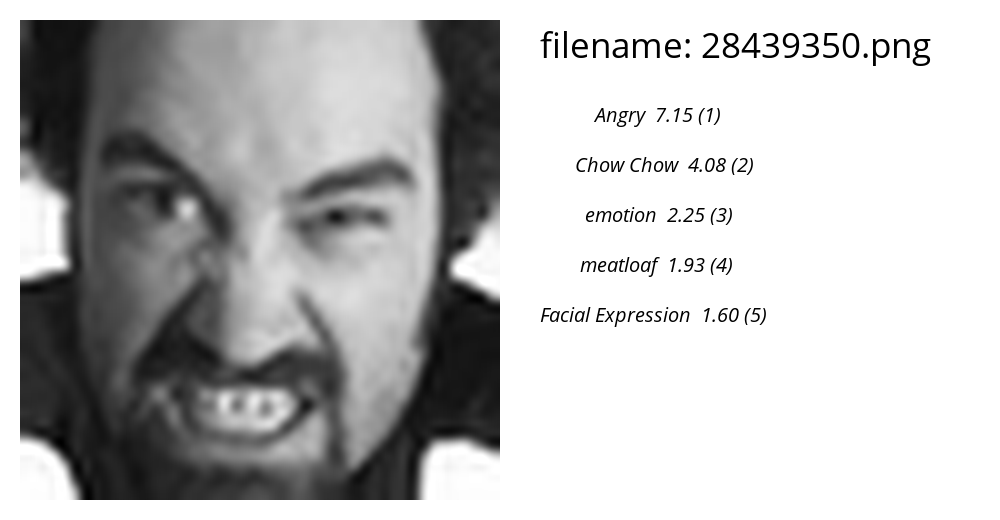 filename: 28439350.png
Angry 7.15 (1)
Chow Chow 4.08 (2)
emotion 2.25 (3)
meatloaf 1.93 (4)
Facial Expression 1.60 (5)